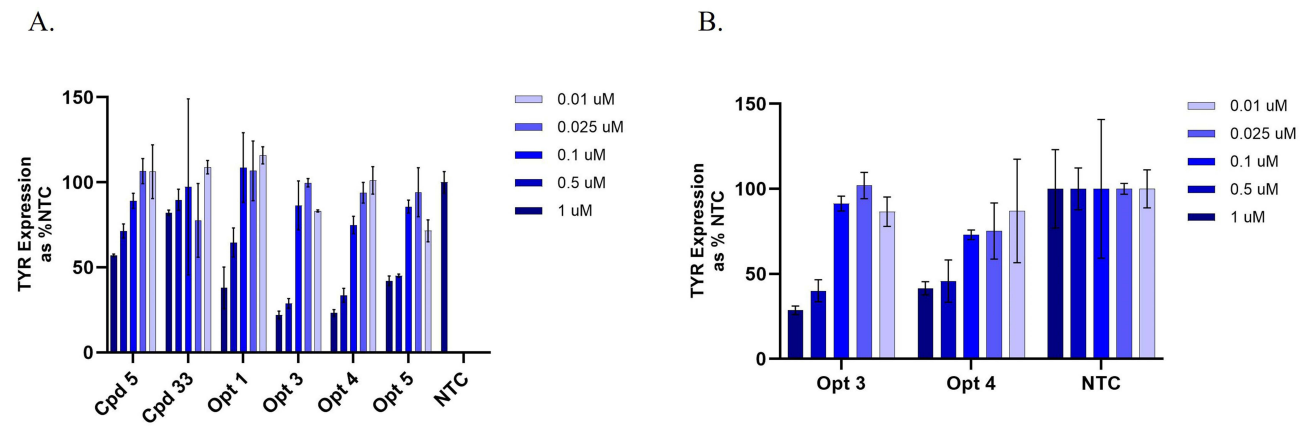 A.
TYR Expression
as %NTC
150
100
50
0
Cpd 5
Cpd 33
Opt 1
Opt 3
Opt 4
Opt 5
NTC
0.01 uM
0.025 uM
0.1 uM
0.5 uM
1 uM
B.
TYR Expression
as % NTC
150
100
50
0
Opt 3
Opt 4
NTC
0.01 uM
0.025 uM
0.1 uM
0.5 uM
1 uM